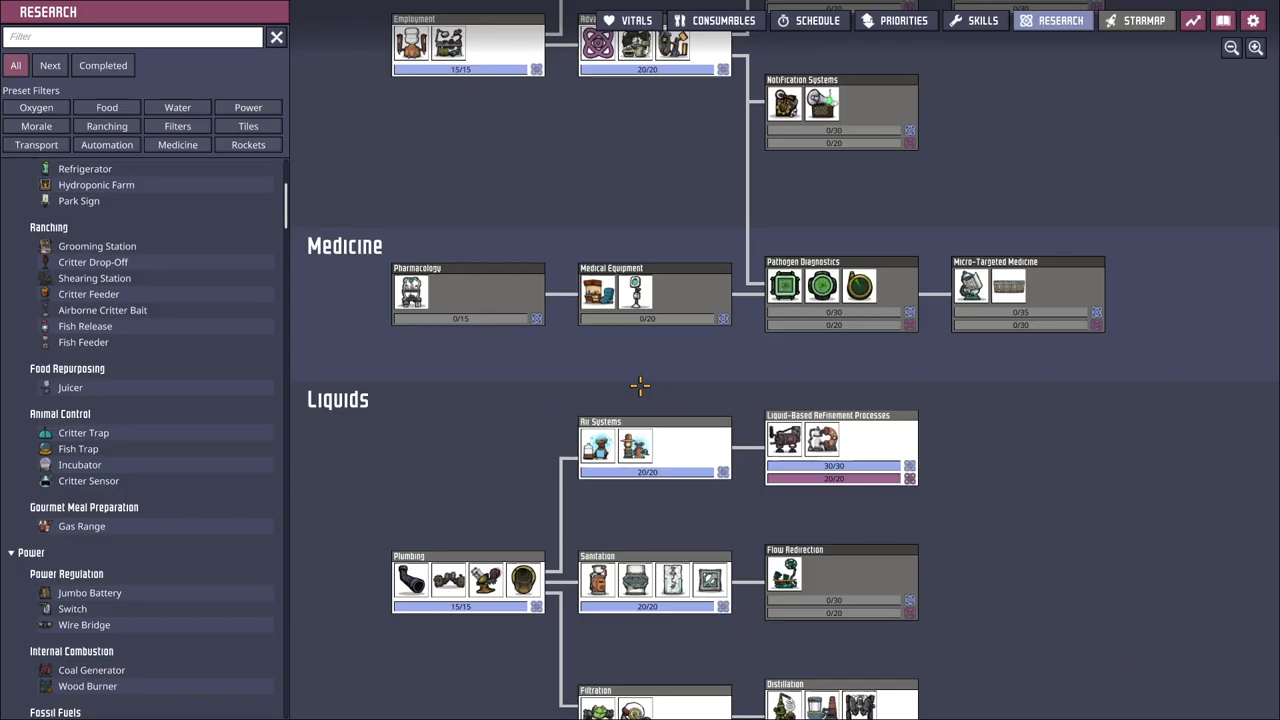 RESEARCH
Filter
All
Next
Completed
Preset Filters
Oxygen
Food
Water
Power
Morale
Ranching
Filters
Tiles
Transport
Automation
Medicine
Rockets
Refrigerator
Hydroponic Farm
Park Sign
Ranching
Grooming Station
Critter Drop-Off
Shearing Station
Critter Feeder
Airborne Critter Bait
Fish Release
Fish Feeder
Food Repurposing
Juicer
Animal Control
Critter Trap
Fish Trap
Incubator
Critter Sensor
Gourmet Meal Preparation
Gas Range
Power
Power Regulation
Jumbo Battery
Switch
Wire Bridge
Internal Combustion
Coal Generator
Wood Burner
Fossil Fuels
VITALS
CONSUMABLES
SCHEDULE
PRIORITIES
SKILLS
RESEARCH
STARMAP
Employment
15/15
20/20
0/20
Notification Systems
0/30
0/20
Medicine
Pharmacology
0/15
Medical Equipment
0/20
Pathogen Diagnostics
0/30
0/20
Micro-Targeted Medicine
0/35
0/30
Liquids
Air Systems
20/20
Liquid-Based Refinement Processes
30/30
20/20
Plumbing
15/15
Sanitation
20/20
Flow Redirection
0/30
0/20
Filtration
Distillation